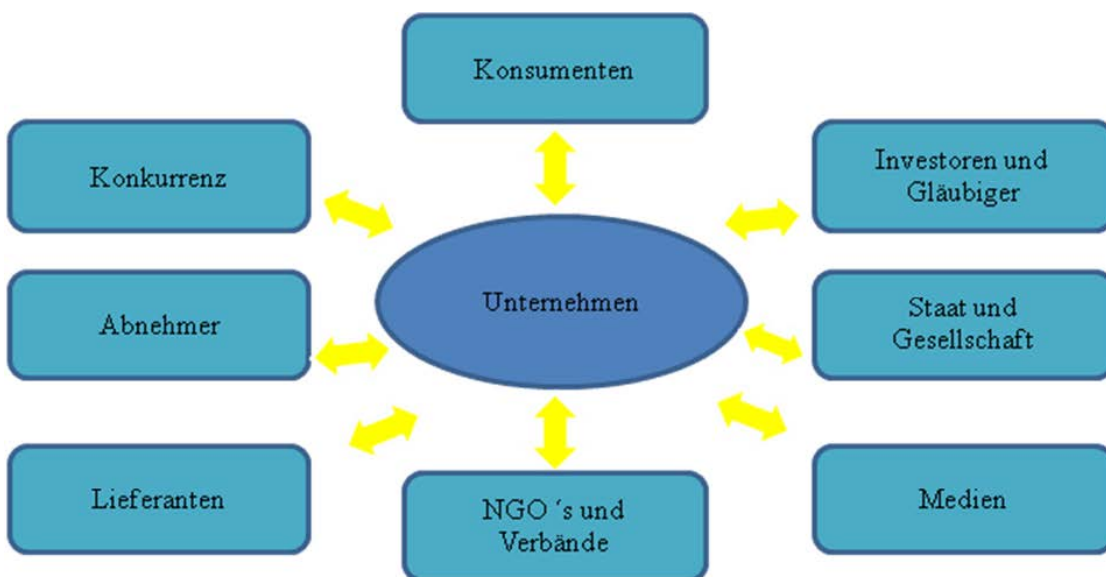 Konsumenten
Konkurrenz
Investoren und
Gläubiger
Unternehmen
Abnehmer
Staat und
Gesellschaft
Lieferanten
NGO ´s und
Verbände
Medien